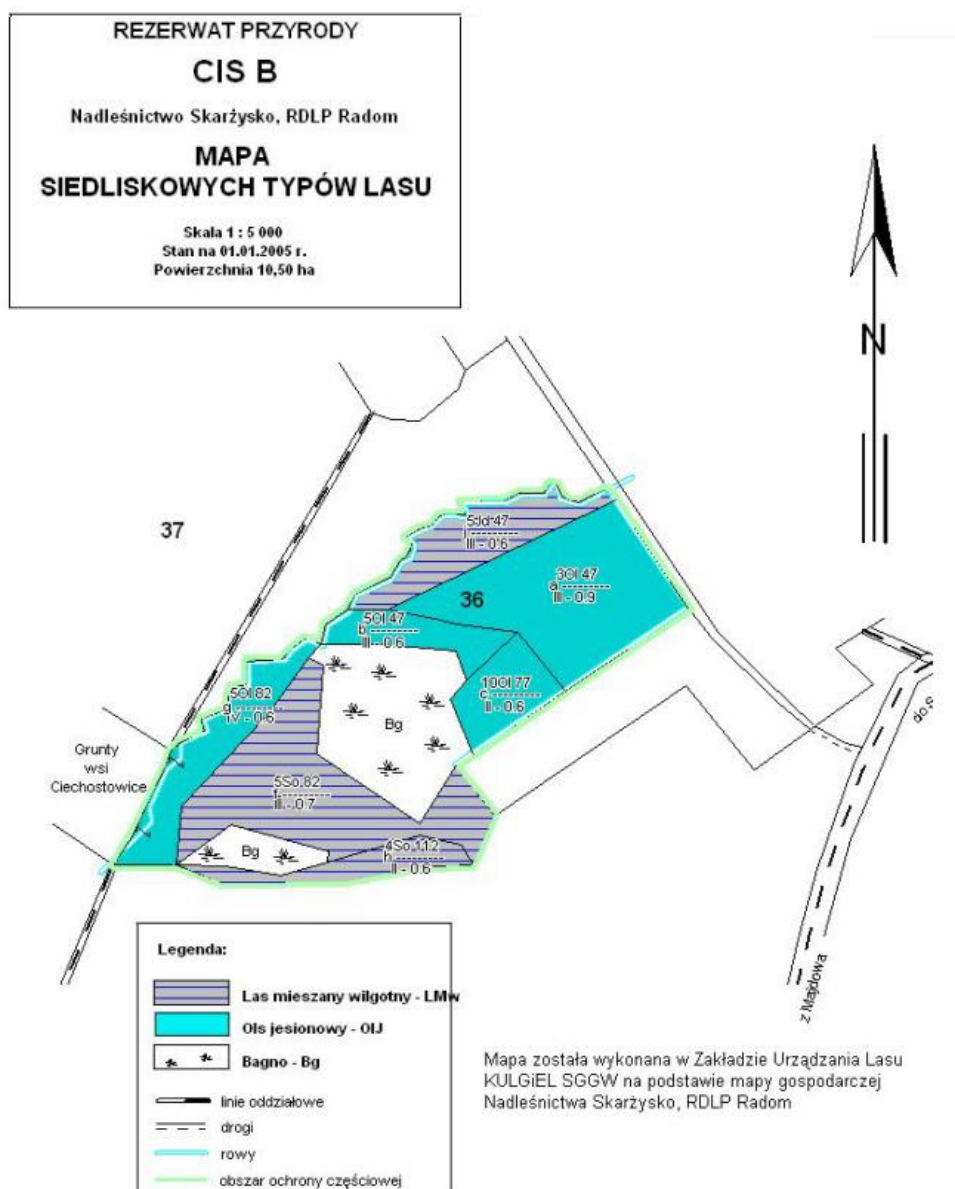 REZERWAT PRZYRODY
CIS B
Nadleśnictwo Skarżysko, RDLP Radom
MAPA
SIEDLISKOWYCH TYPÓW LASU
Skala 1 : 5 000
Stan na 01.01.2005 r.
Powierzchnia 10,50 ha
N
37
5Jd 47
j ---------
III - 0.6
36
3Ol 47
a ---------
III - 0.9
5Ol 47
b ---------
III - 0.6
10Ol 77
c ---------
II - 0.6
5Ol 82
g ---------
IV - 0.6
Bg
Grunty
wsi
Ciechostowice
5So 82
f ---------
III - 0.7
Bg
4So 112
h ---------
II - 0.6
z Majdowa
Legenda:
Las mieszany wilgotny - LMw
Ols jesionowy - OlJ
Bagno - Bg
linie oddziałowe
drogi
rowy
obszar ochrony częściowej
Mapa została wykonana w Zakładzie Urządzania Lasu
KULGiEL SGGW na podstawie mapy gospodarczej
Nadleśnictwa Skarżysko, RDLP Radom